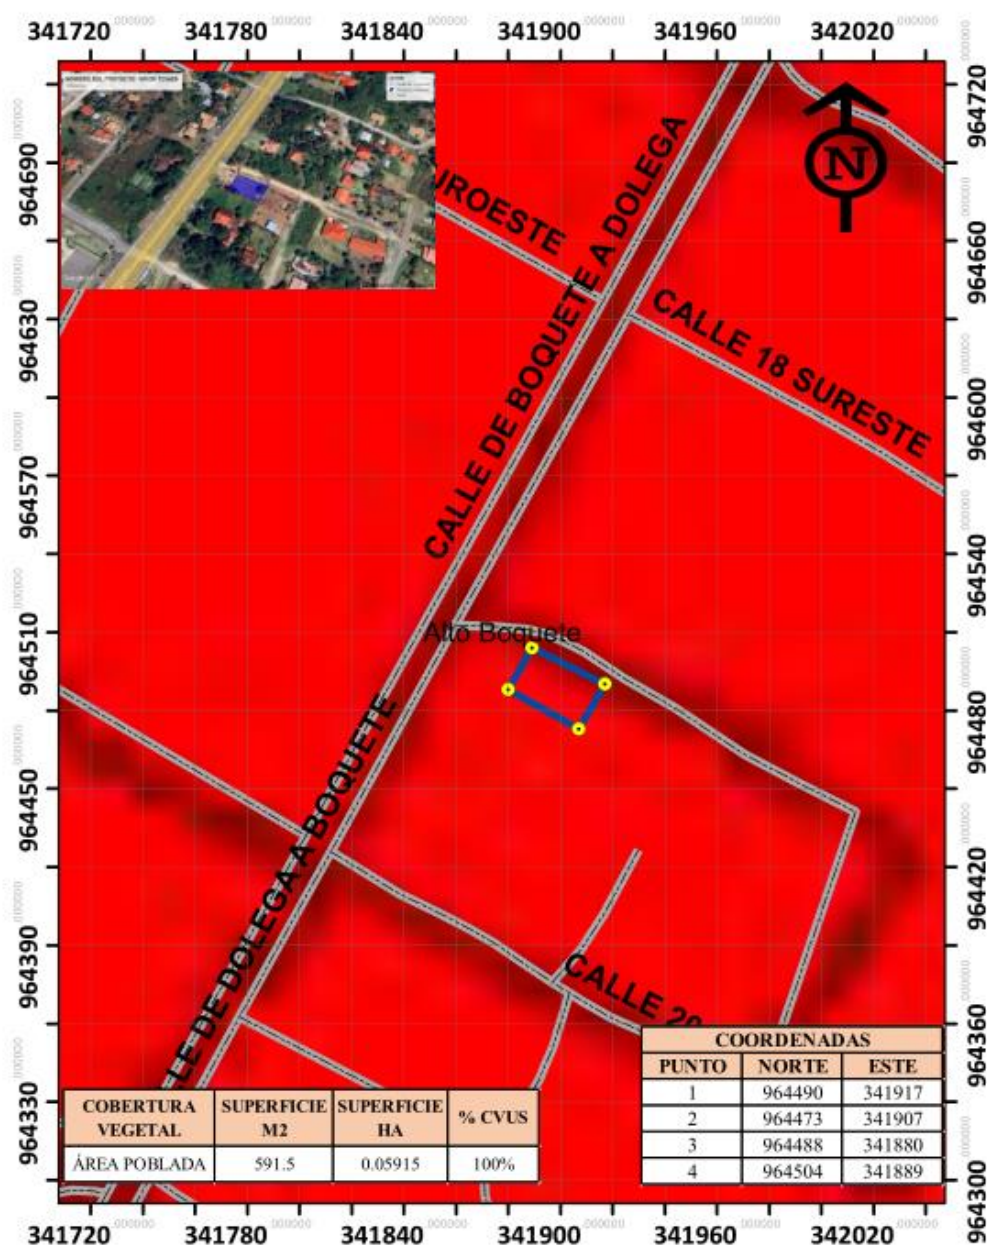 341720 341780 341840 341900 341960 342020
964720
964690
964660
964630
964600
964570
964540
964510
964480
964450
964420
964390
964360
964330
964300
N
UROESTE
CALLE DE BOQUETE A DOLEGA
CALLE 18 SURESTE
Alto Boquete
LE DE DOLEGA A BOQUETE
CALLE 20
COORDENADAS
PUNTO NORTE ESTE
1 964490 341917
2 964473 341907
3 964488 341880
4 964504 341889
COBERTURA VEGETAL SUPERFICIE M2 SUPERFICIE HA % CVUS
ÁREA POBLADA 591.5 0.05915 100%
341720 341780 341840 341900 341960 342020